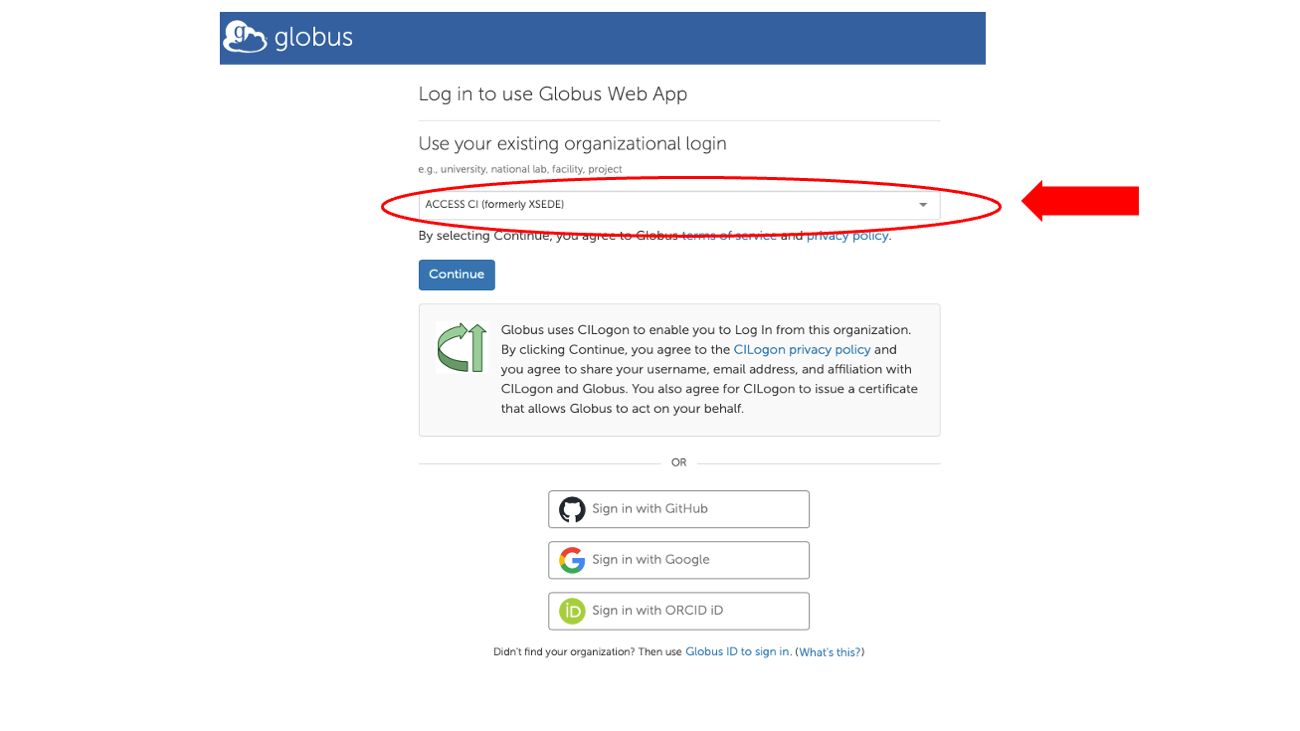 globus
Log in to use Globus Web App
Use your existing organizational login
e.g., university, national lab, facility, project
ACCESS CI (formerly XSEDE)
By selecting Continue, you agree to Globus terms of service and privacy policy.
Continue
Globus uses CILogon to enable you to Log In from this organization.
By clicking Continue, you agree to the CILogon privacy policy and
you agree to share your username, email address, and affiliation with
CILogon and Globus. You also agree for CILogon to issue a certificate
that allows Globus to act on your behalf.
OR
Sign in with GitHub
Sign in with Google
iD Sign in with ORCID iD
Didn't find your organization? Then use Globus ID to sign in. (What's this?)